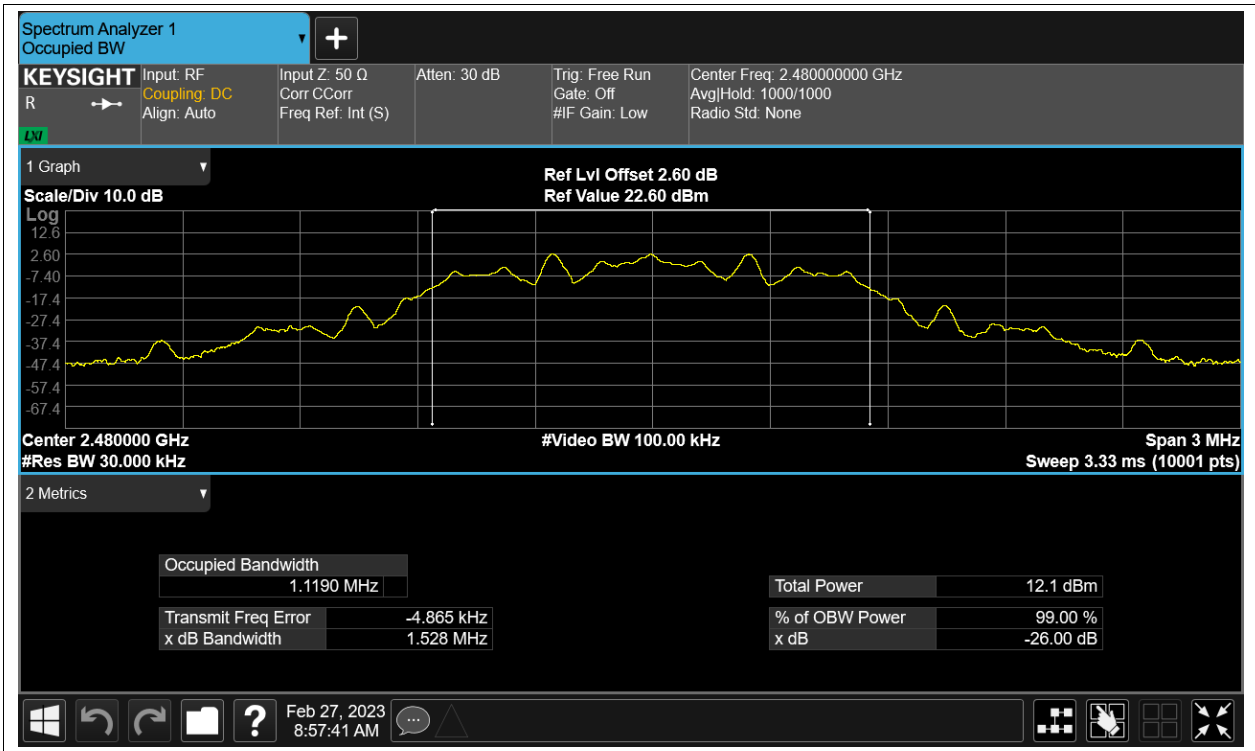 Spectrum Analyzer 1
Occupied BW
KEYSIGHT
R
LXI
Input: RF
Coupling: DC
Align: Auto
Input Z: 50 Ω
Corr CCorr
Freq Ref: Int (S)
Atten: 30 dB
Trig: Free Run
Gate: Off
#IF Gain: Low
Center Freq: 2.480000000 GHz
Avg|Hold: 1000/1000
Radio Std: None
1 Graph
Scale/Div 10.0 dB
Ref Lvl Offset 2.60 dB
Ref Value 22.60 dBm
Log
12.6
2.60
-7.40
-17.4
-27.4
-37.4
-47.4
-57.4
-67.4
Center 2.480000 GHz
#Res BW 30.000 kHz
#Video BW 100.00 kHz
Span 3 MHz
Sweep 3.33 ms (10001 pts)
2 Metrics
Occupied Bandwidth
1.1190 MHz
Transmit Freq Error -4.865 kHz
x dB Bandwidth 1.528 MHz
Total Power 12.1 dBm
% of OBW Power 99.00 %
x dB -26.00 dB
Feb 27, 2023
8:57:41 AM